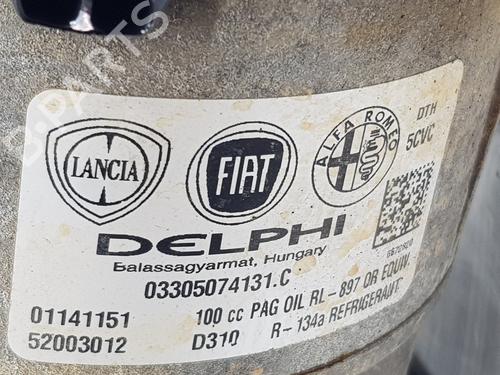 B-PARTS
LANCIA
FIAT
ALFA ROMEO
DTH
5CVC
DELPHI
Balassagyarmat, Hungary
03305074131.C
01141151
100 cc PAG OIL RL-897 OR EQUIV.
52003012
D310
R-134a REFRIGERANT